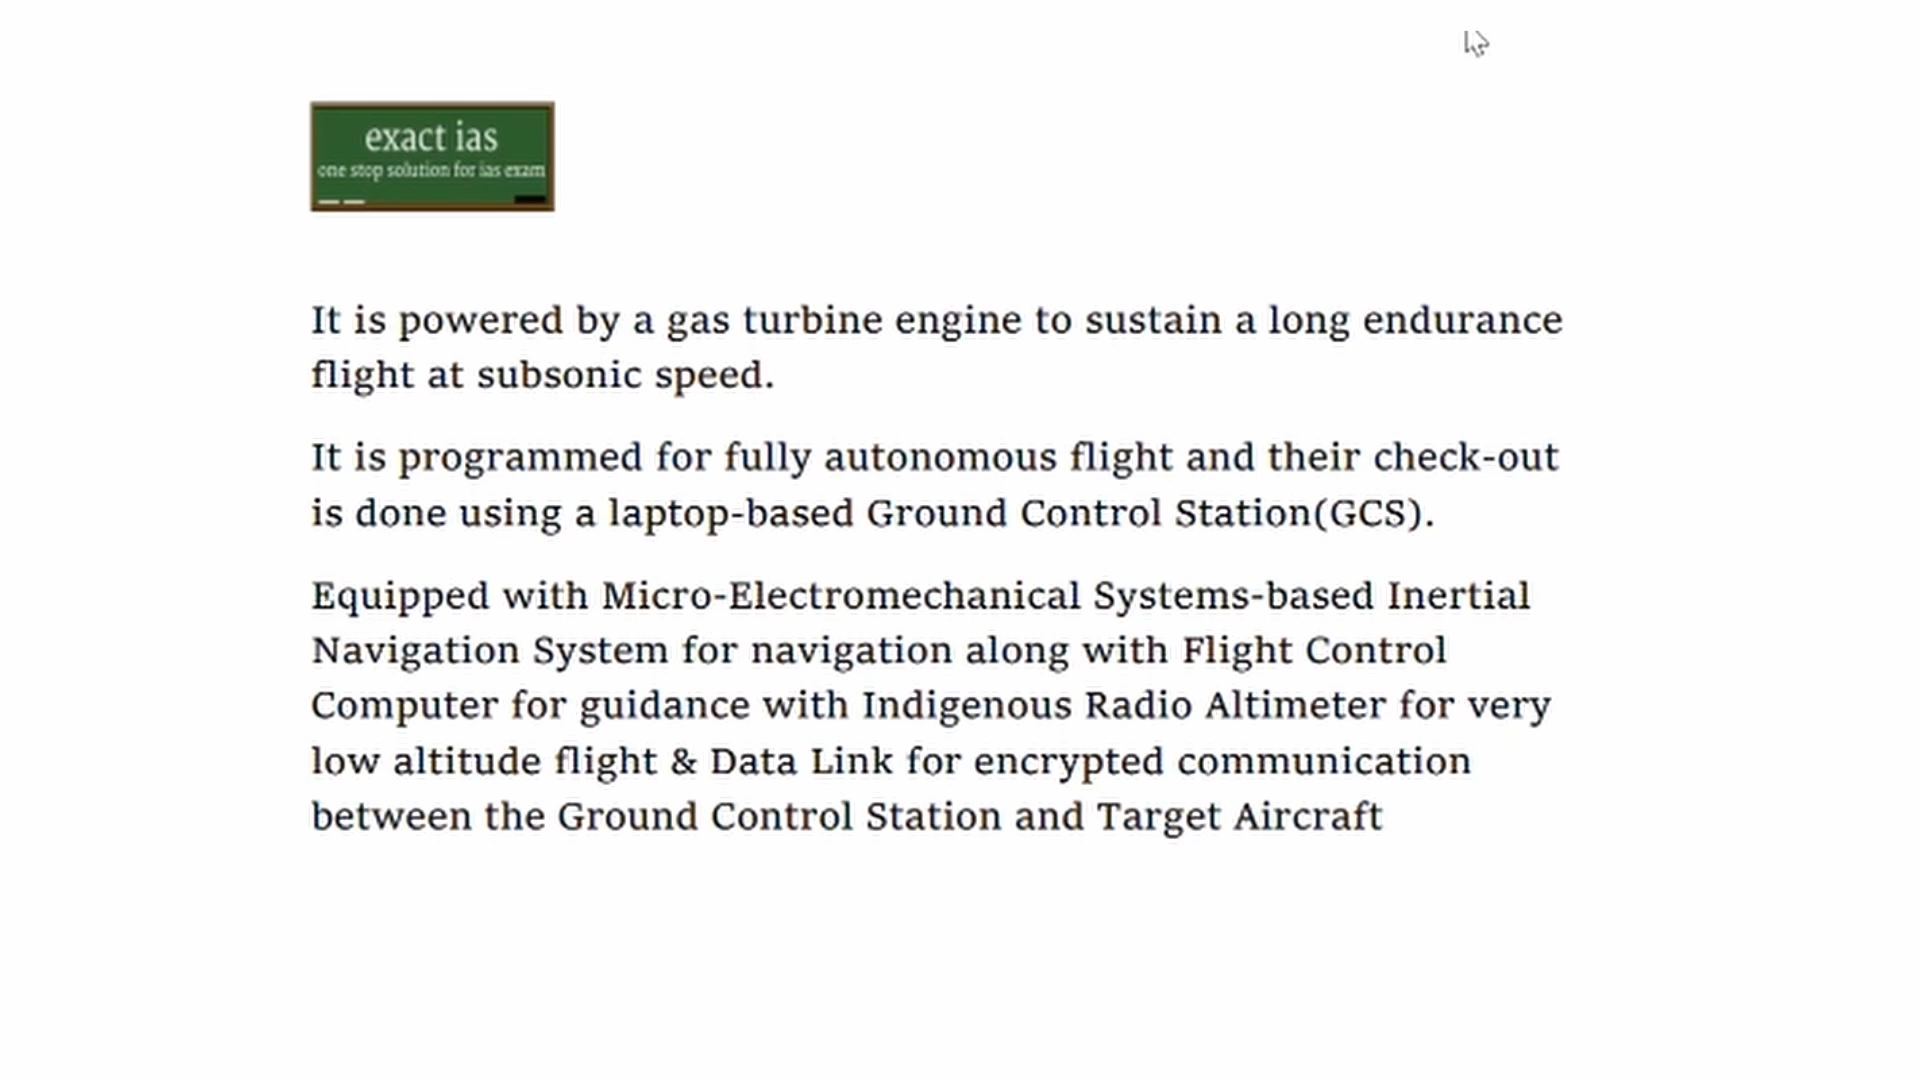 exact ias
one stop solution for ias exam
It is powered by a gas turbine engine to sustain a long endurance
flight at subsonic speed.
It is programmed for fully autonomous flight and their check-out
is done using a laptop-based Ground Control Station(GCS).
Equipped with Micro-Electromechanical Systems-based Inertial
Navigation System for navigation along with Flight Control
Computer for guidance with Indigenous Radio Altimeter for very
low altitude flight & Data Link for encrypted communication
between the Ground Control Station and Target Aircraft